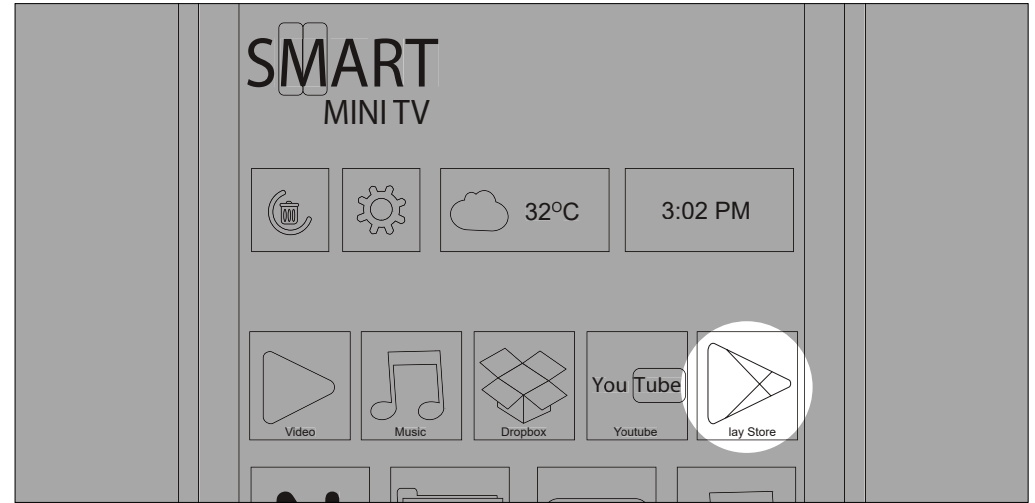 SMART
MINI TV
32°C
3:02 PM
You Tube
Video
Music
Dropbox
Youtube
lay Store